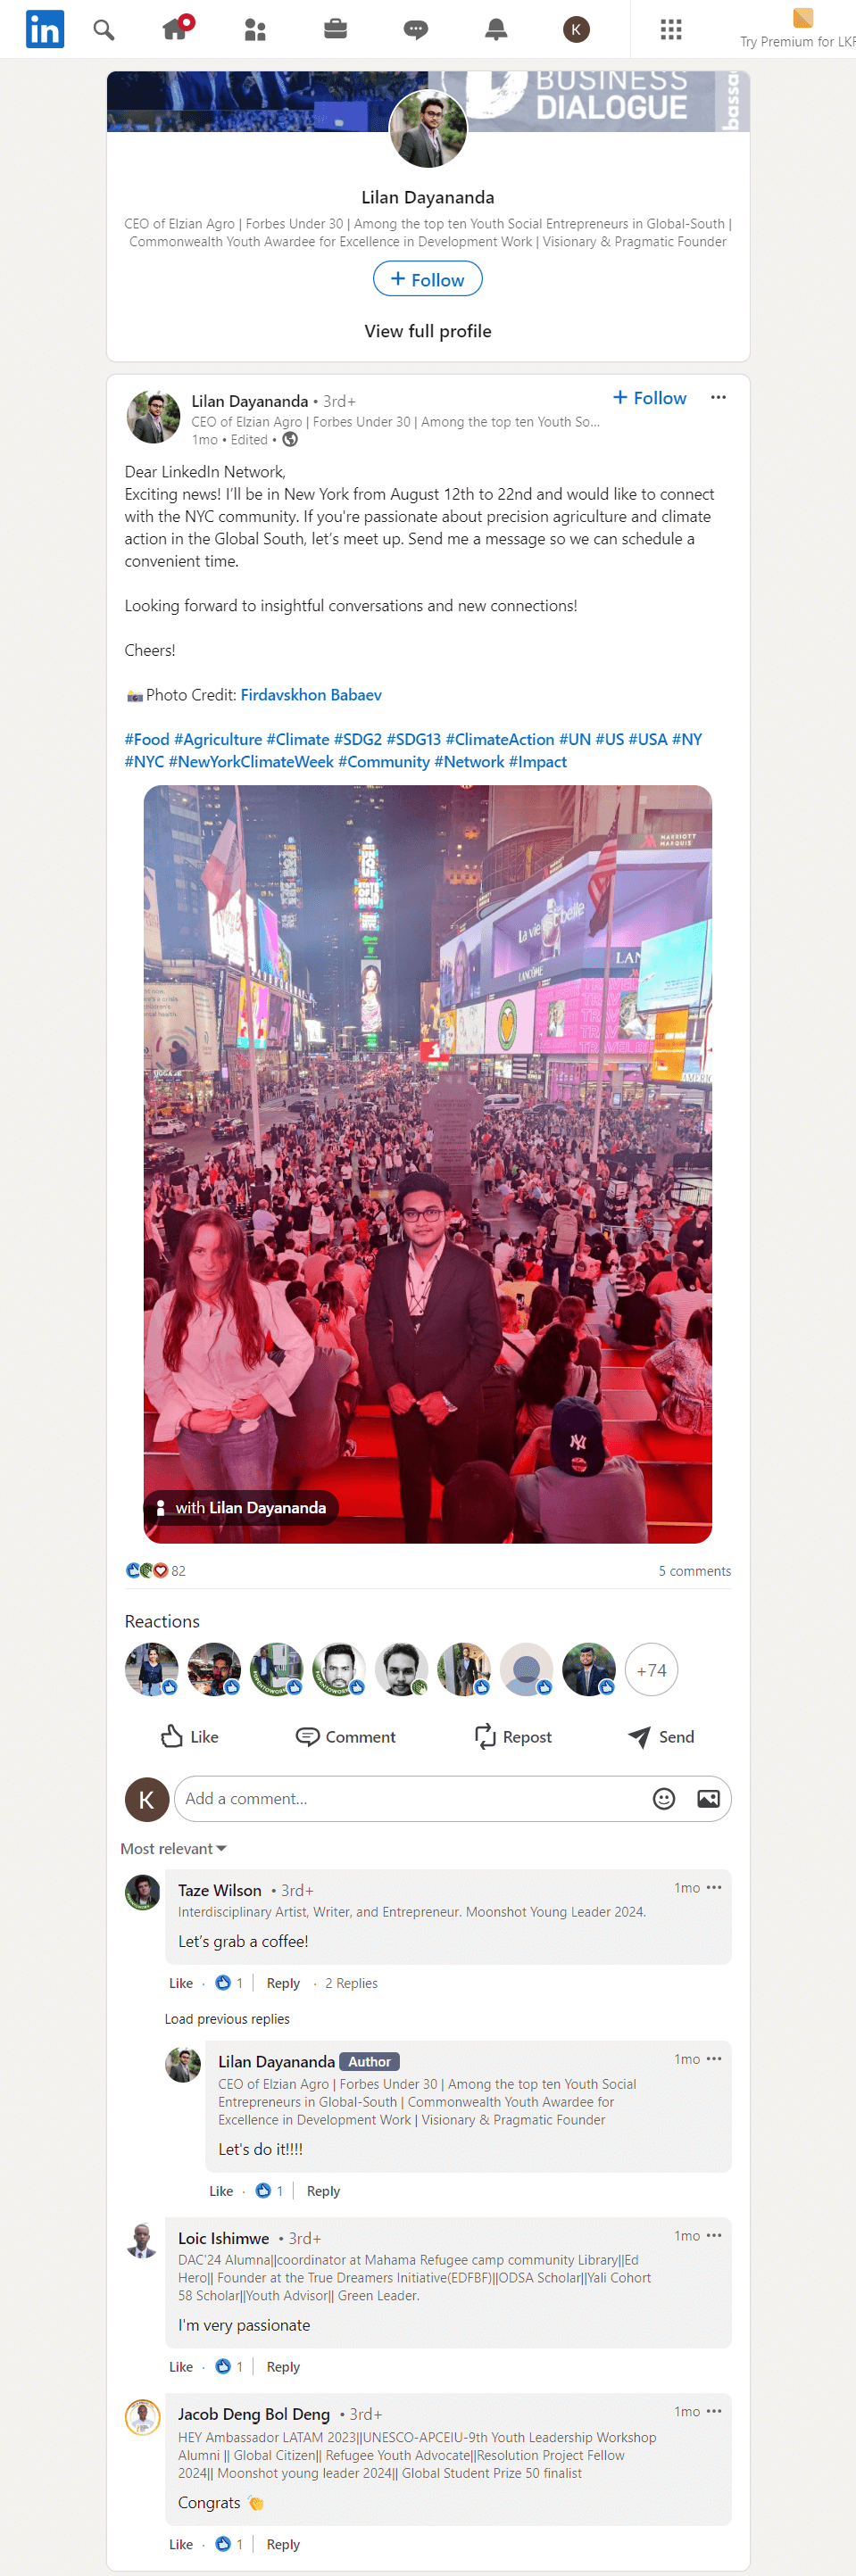 in
K
Try Premium for LKF
BUSINESS
DIALOGUE
bassa
Lilan Dayananda
CEO of Elzian Agro | Forbes Under 30 | Among the top ten Youth Social Entrepreneurs in Global-South |
Commonwealth Youth Awardee for Excellence in Development Work | Visionary & Pragmatic Founder
+ Follow
View full profile
Lilan Dayananda • 3rd+
+ Follow
CEO of Elzian Agro | Forbes Under 30 | Among the top ten Youth So...
1mo • Edited •
Dear LinkedIn Network,
Exciting news! I’ll be in New York from August 12th to 22nd and would like to connect
with the NYC community. If you're passionate about precision agriculture and climate
action in the Global South, let’s meet up. Send me a message so we can schedule a
convenient time.
Looking forward to insightful conversations and new connections!
Cheers!
📸Photo Credit: Firdavskhon Babaev
#Food #Agriculture #Climate #SDG2 #SDG13 #ClimateAction #UN #US #USA #NY
#NYC #NewYorkClimateWeek #Community #Network #Impact
MARRIOTT
MARQUIS
La vie est belle
LANCÔME
LAN
TRAVEL
with Lilan Dayananda
82
5 comments
Reactions
+74
Like
Comment
Repost
Send
K
Add a comment...
Most relevant
Taze Wilson • 3rd+
1mo
Interdisciplinary Artist, Writer, and Entrepreneur. Moonshot Young Leader 2024.
Let’s grab a coffee!
Like · 1 | Reply · 2 Replies
Load previous replies
Lilan Dayananda Author
1mo
CEO of Elzian Agro | Forbes Under 30 | Among the top ten Youth Social
Entrepreneurs in Global-South | Commonwealth Youth Awardee for
Excellence in Development Work | Visionary & Pragmatic Founder
Let's do it!!!!
Like · 1 | Reply
Loic Ishimwe • 3rd+
1mo
DAC'24 Alumna||coordinator at Mahama Refugee camp community Library||Ed
Hero|| Founder at the True Dreamers Initiative(EDFBF)||ODSA Scholar||Yali Cohort
58 Scholar||Youth Advisor|| Green Leader.
I'm very passionate
Like · 1 | Reply
Jacob Deng Bol Deng • 3rd+
1mo
HEY Ambassador LATAM 2023||UNESCO-APCEIU-9th Youth Leadership Workshop
Alumni || Global Citizen|| Refugee Youth Advocate||Resolution Project Fellow
2024|| Moonshot young leader 2024|| Global Student Prize 50 finalist
Congrats 👏
Like · 1 | Reply